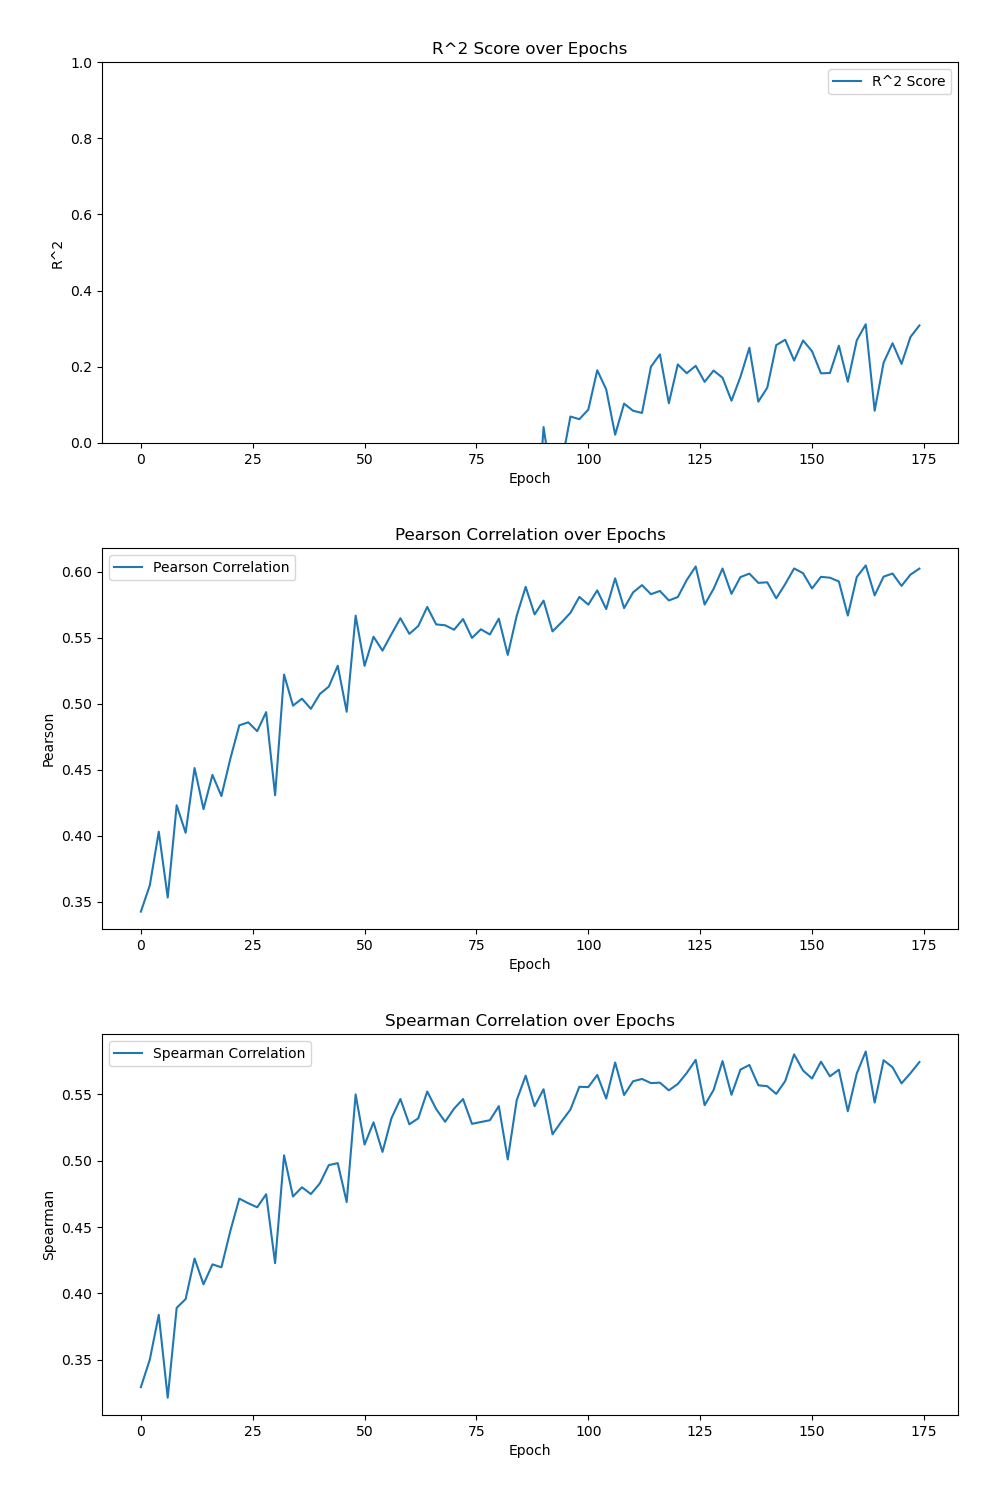 R^2 Score over Epochs
1.0
0.8
0.6
0.4
0.2
0.0
R^2
R^2 Score
0 25 50 75 100 125 150 175
Epoch
Pearson Correlation over Epochs
0.60
0.55
0.50
0.45
0.40
0.35
Pearson
Pearson Correlation
0 25 50 75 100 125 150 175
Epoch
Spearman Correlation over Epochs
0.55
0.50
0.45
0.40
0.35
Spearman
Spearman Correlation
0 25 50 75 100 125 150 175
Epoch